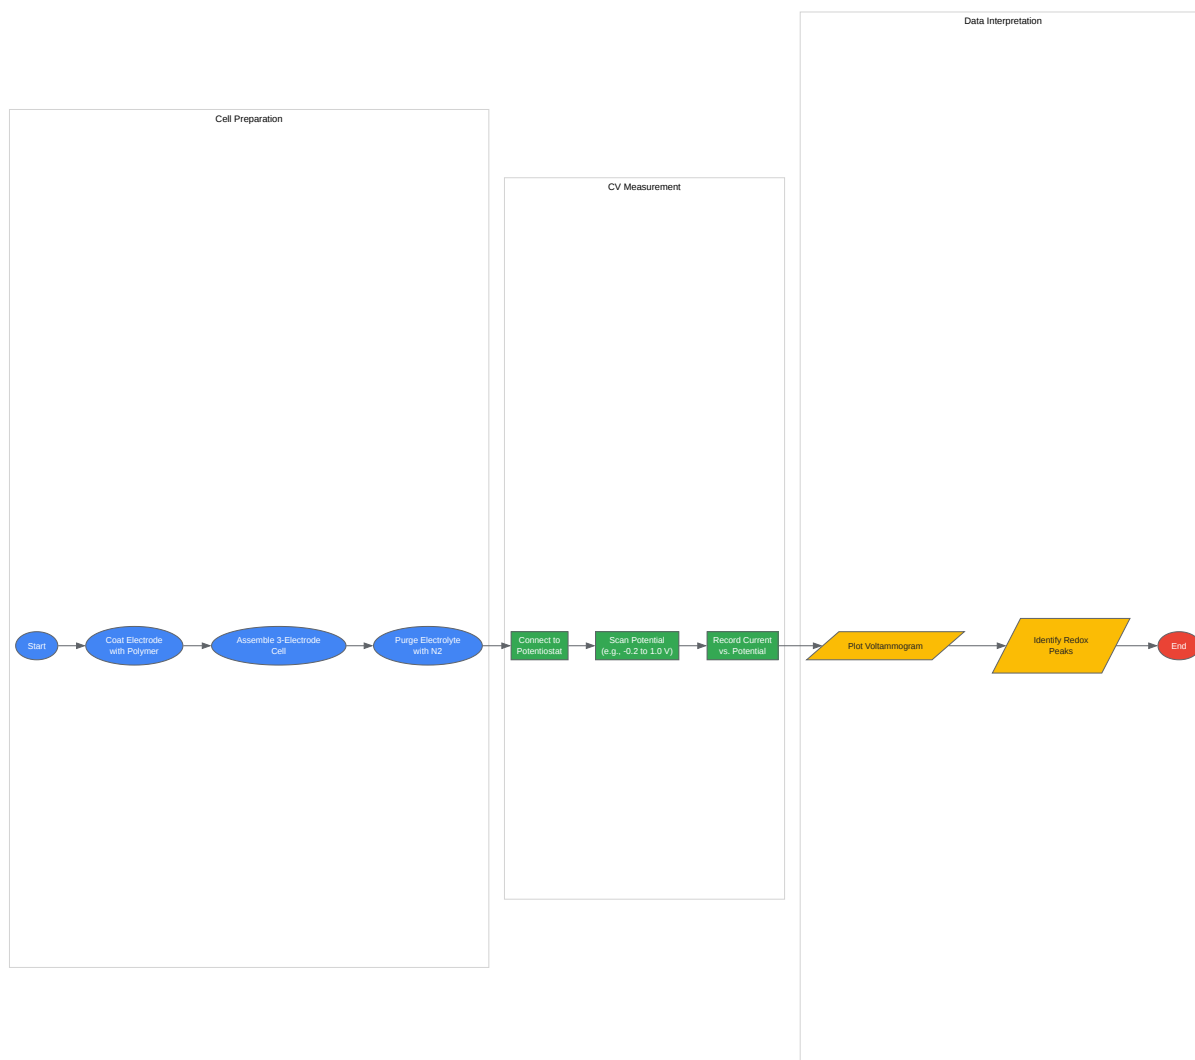 Data Interpretation
Cell Preparation
CV Measurement
Start
Coat Electrode
with Polymer
Assemble 3-Electrode
Cell
Purge Electrolyte
with N2
Connect to
Potentiostat
Scan Potential
(e.g., -0.2 to 1.0 V)
Record Current
vs. Potential
Plot Voltammogram
Identify Redox
Peaks
End